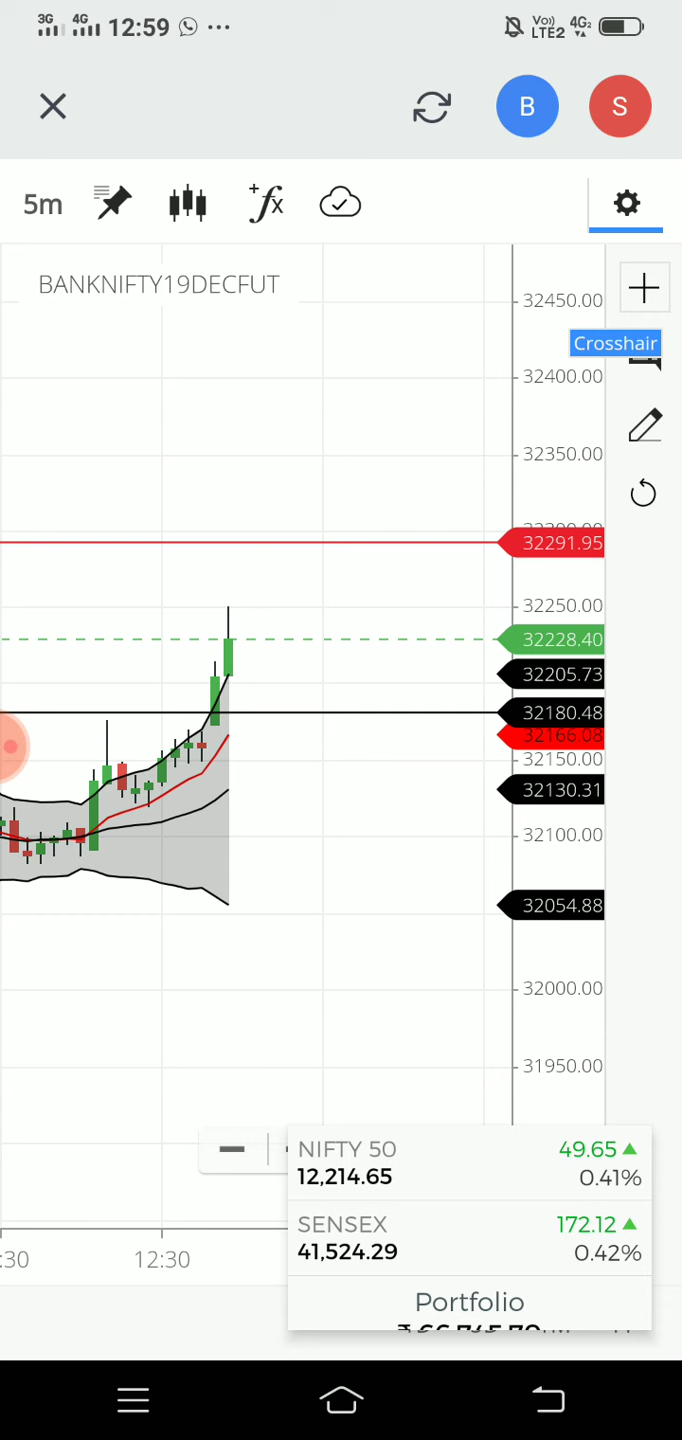 3G 4G 12:59 ... Vo) LTE2 4G2
B S
5m +fx
BANKNIFTY19DECFUT
32450.00
Crosshair
32400.00
32350.00
32291.95
32250.00
32228.40
32205.73
32180.48
32166.08
32150.00
32130.31
32100.00
32054.88
32000.00
31950.00
NIFTY 50 49.65
12,214.65 0.41%
SENSEX 172.12
41,524.29 0.42%
:30 12:30
Portfolio